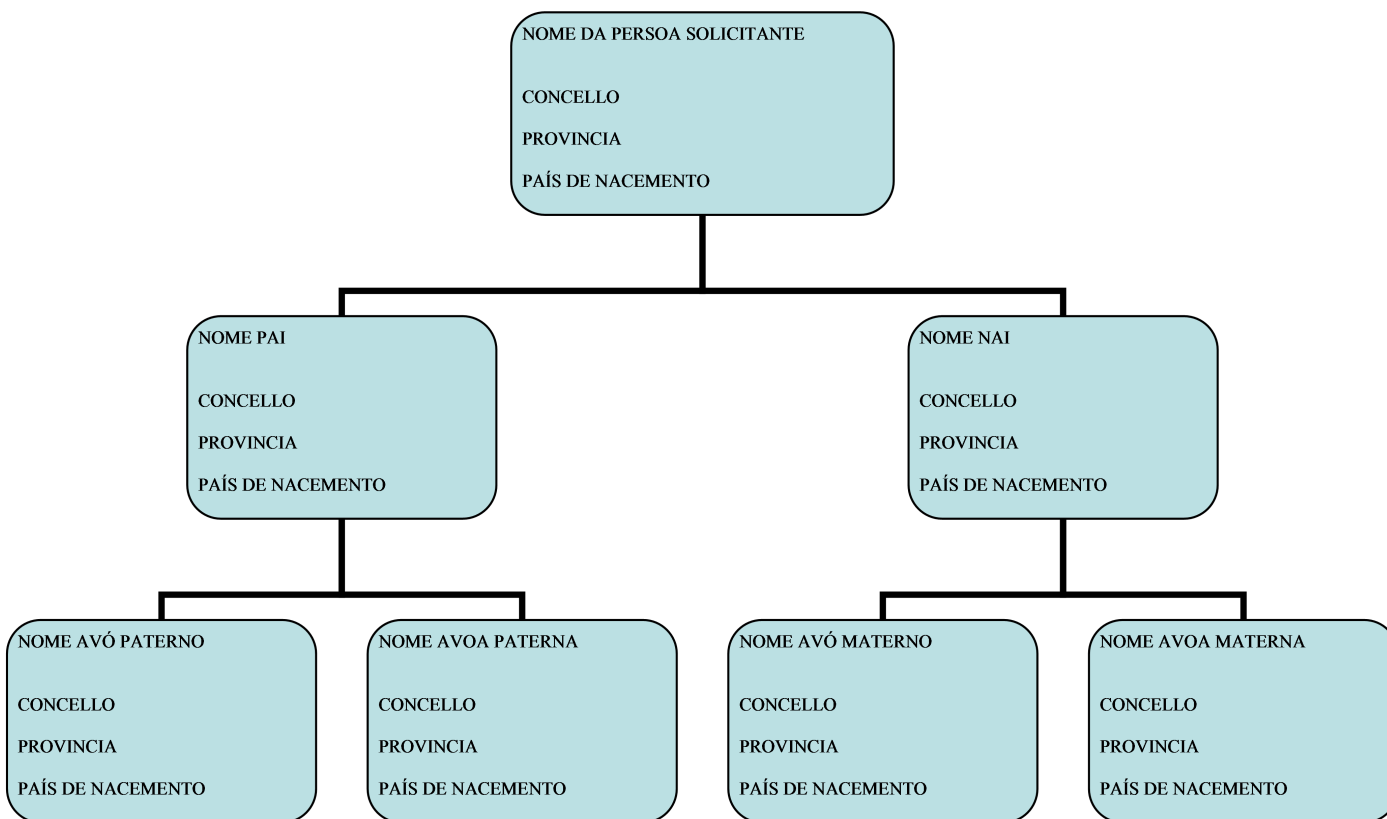 NOME DA PERSOA SOLICITANTE
CONCELLO
PROVINCIA
PAÍS DE NACEMENTO
NOME PAI
CONCELLO
PROVINCIA
PAÍS DE NACEMENTO
NOME NAI
CONCELLO
PROVINCIA
PAÍS DE NACEMENTO
NOME AVÓ PATERNO
CONCELLO
PROVINCIA
PAÍS DE NACEMENTO
NOME AVOA PATERNA
CONCELLO
PROVINCIA
PAÍS DE NACEMENTO
NOME AVÓ MATERNO
CONCELLO
PROVINCIA
PAÍS DE NACEMENTO
NOME AVOA MATERNA
CONCELLO
PROVINCIA
PAÍS DE NACEMENTO